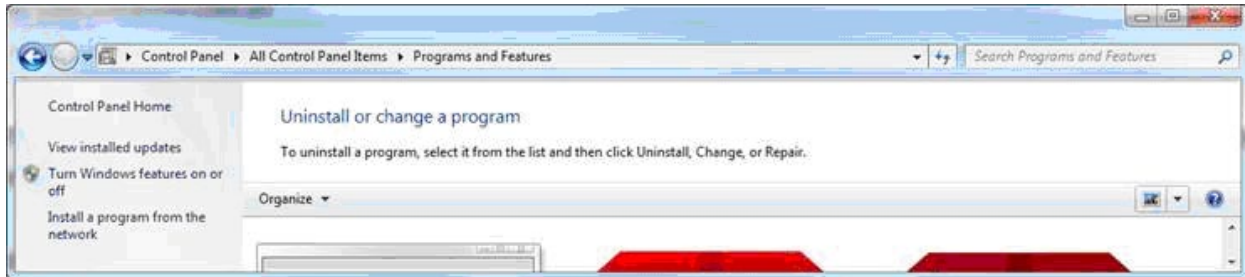 Control Panel ▸ All Control Panel Items ▸ Programs and Features
Search Programs and Features
Control Panel Home
View installed updates
Turn Windows features on or
off
Install a program from the
network
Uninstall or change a program
To uninstall a program, select it from the list and then click Uninstall, Change, or Repair.
Organize